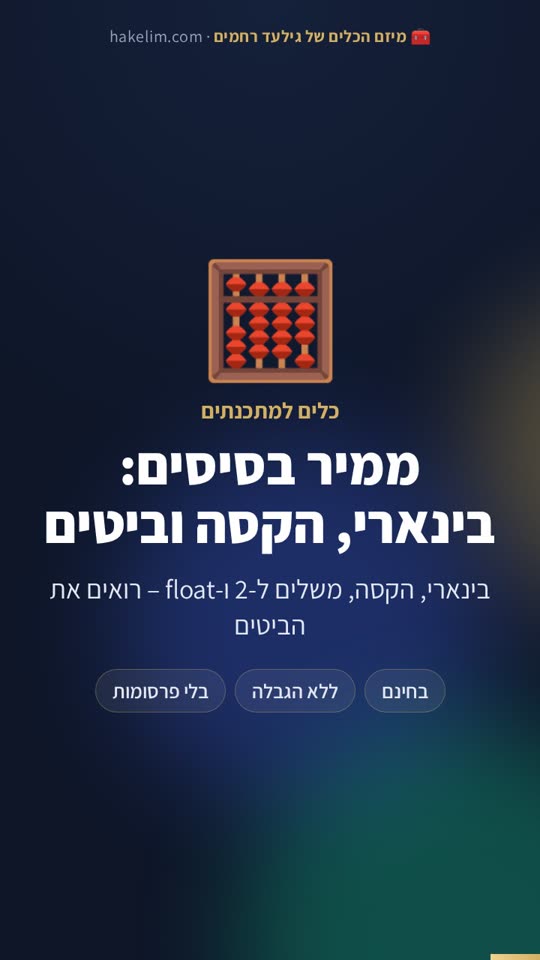 מיזם הכלים של גילעד רחמים · hakelim.com
כלים למתכנתים
ממיר בסיסים:
בינארי, הקסה וביטים
בינארי, הקסה, משלים ל-2 ו-float – רואים את
הביטים
בחינם
ללא הגבלה
בלי פרסומות